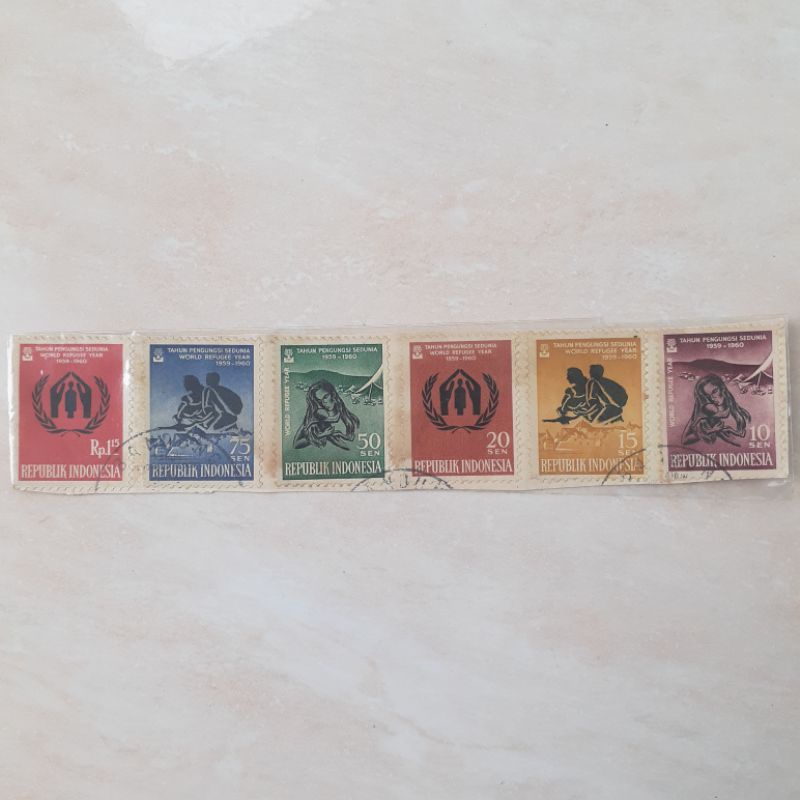 TAHUN PENGUNGSI SEDUNIA
WORLD REFUGEE YEAR
1959-1960
Rp.1 15
REPUBLIK INDONESIA
TAHUN PENGUNGSI SEDUNIA
WORLD REFUGEE YEAR
1959-1960
75
SEN
REPUBLIK INDONESIA
TAHUN PENGUNGSI SEDUNIA
1959-1960
WORLD REFUGEE YEAR
50
SEN
REPUBLIK INDONESIA
TAHUN PENGUNGSI SEDUNIA
WORLD REFUGEE YEAR
1959-1960
20
SEN
REPUBLIK INDONESIA
TAHUN PENGUNGSI SEDUNIA
WORLD REFUGEE YEAR
1959-1960
15
SEN
REPUBLIK INDONESIA
TAHUN PENGUNGSI SEDUNIA
1959-1960
WORLD REFUGEE YEAR
10
SEN
REPUBLIK INDONESIA